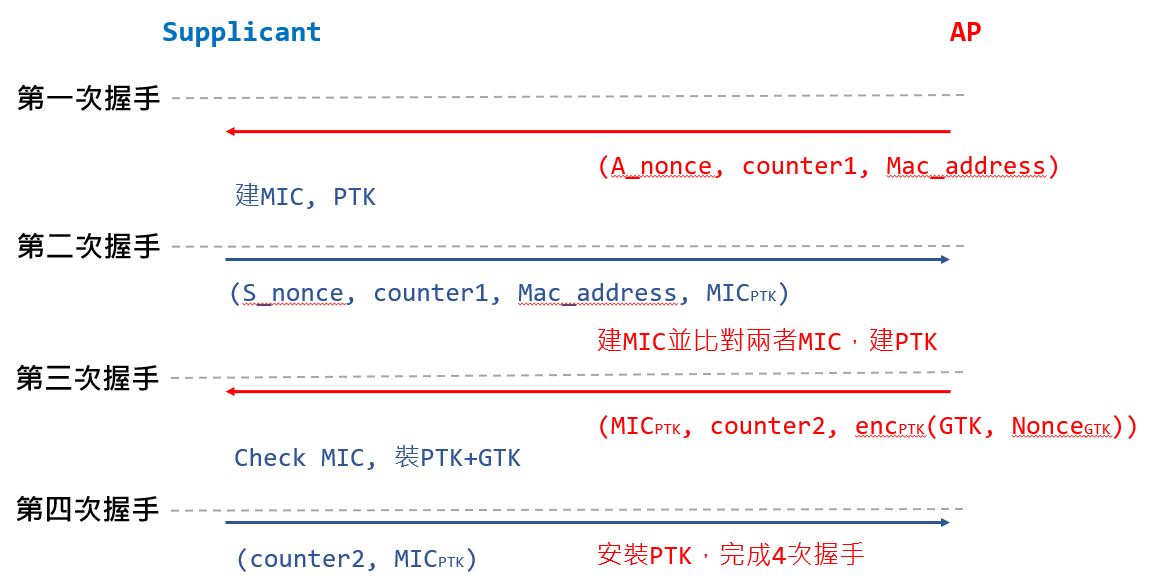 Supplicant AP
第一次握手
(A_nonce, counter1, Mac_address)
建MIC, PTK
第二次握手
(S_nonce, counter1, Mac_address, MICPTK)
建MIC並比對兩者MIC，建PTK
第三次握手
(MICPTK, counter2, encPTK(GTK, NonceGTK))
Check MIC, 裝PTK+GTK
第四次握手
(counter2, MICPTK)
安裝PTK，完成4次握手